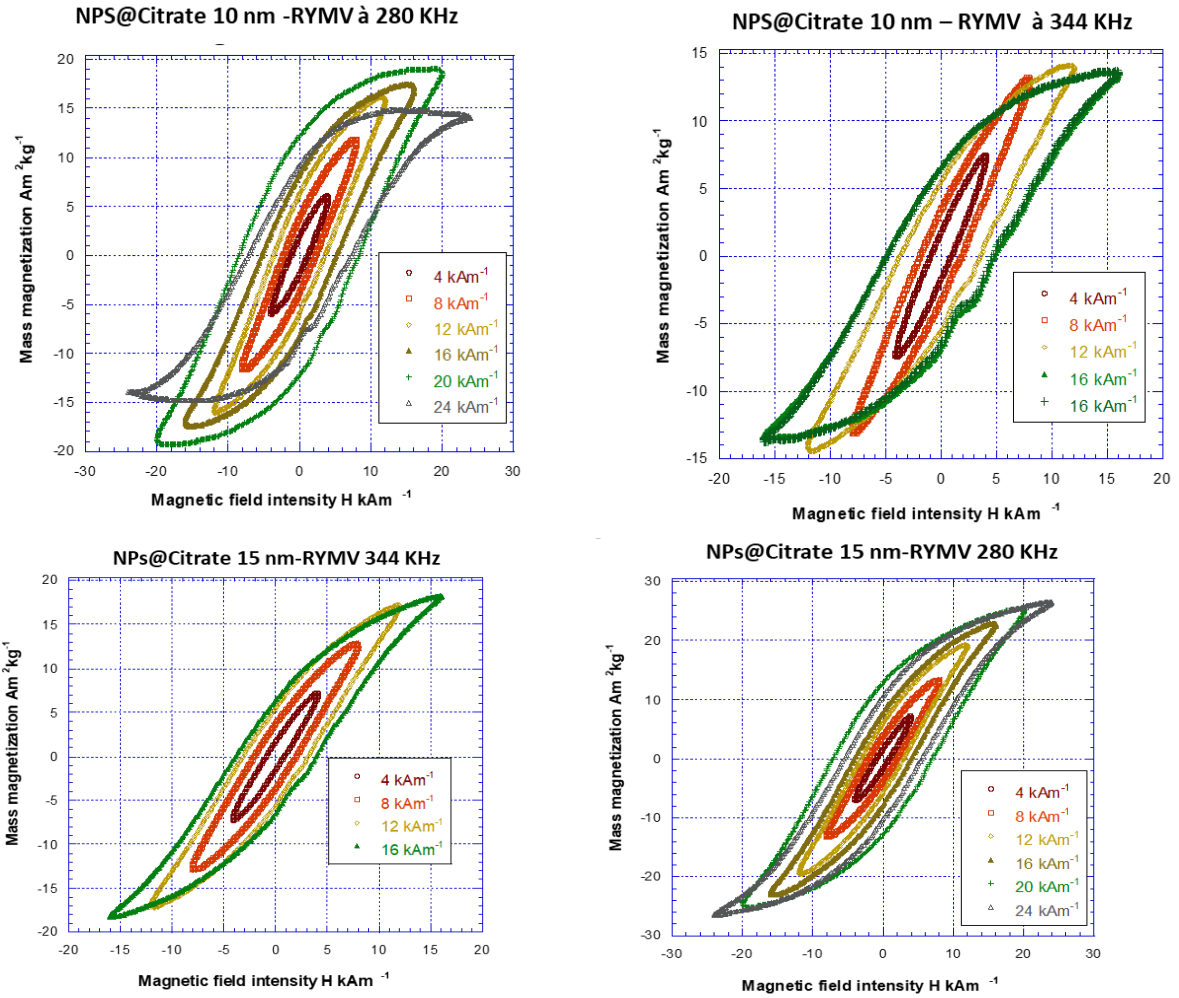 NPS@Citrate 10 nm -RYMV à 280 KHz
20
15
10
5
0
-5
-10
-15
-20
Mass magnetization Am ²kg⁻¹
4 kAm⁻¹
8 kAm⁻¹
12 kAm⁻¹
16 kAm⁻¹
20 kAm⁻¹
24 kAm⁻¹
-30 -20 -10 0 10 20 30
Magnetic field intensity H kAm ⁻¹
NPS@Citrate 10 nm – RYMV à 344 KHz
15
10
5
0
-5
-10
-15
Mass magnetization Am ²kg⁻¹
4 kAm⁻¹
8 kAm⁻¹
12 kAm⁻¹
16 kAm⁻¹
16 kAm⁻¹
-20 -15 -10 -5 0 5 10 15 20
Magnetic field intensity H kAm ⁻¹
NPs@Citrate 15 nm-RYMV 344 KHz
20
15
10
5
0
-5
-10
-15
-20
Mass magnetization Am ²kg⁻¹
4 kAm⁻¹
8 kAm⁻¹
12 kAm⁻¹
16 kAm⁻¹
-20 -15 -10 -5 0 5 10 15 20
Magnetic field intensity H kAm ⁻¹
NPs@Citrate 15 nm-RYMV 280 KHz
30
20
10
0
-10
-20
-30
Mass magnetization Am ²kg⁻¹
4 kAm⁻¹
8 kAm⁻¹
12 kAm⁻¹
16 kAm⁻¹
20 kAm⁻¹
24 kAm⁻¹
-30 -20 -10 0 10 20 30
Magnetic field intensity H kAm ⁻¹